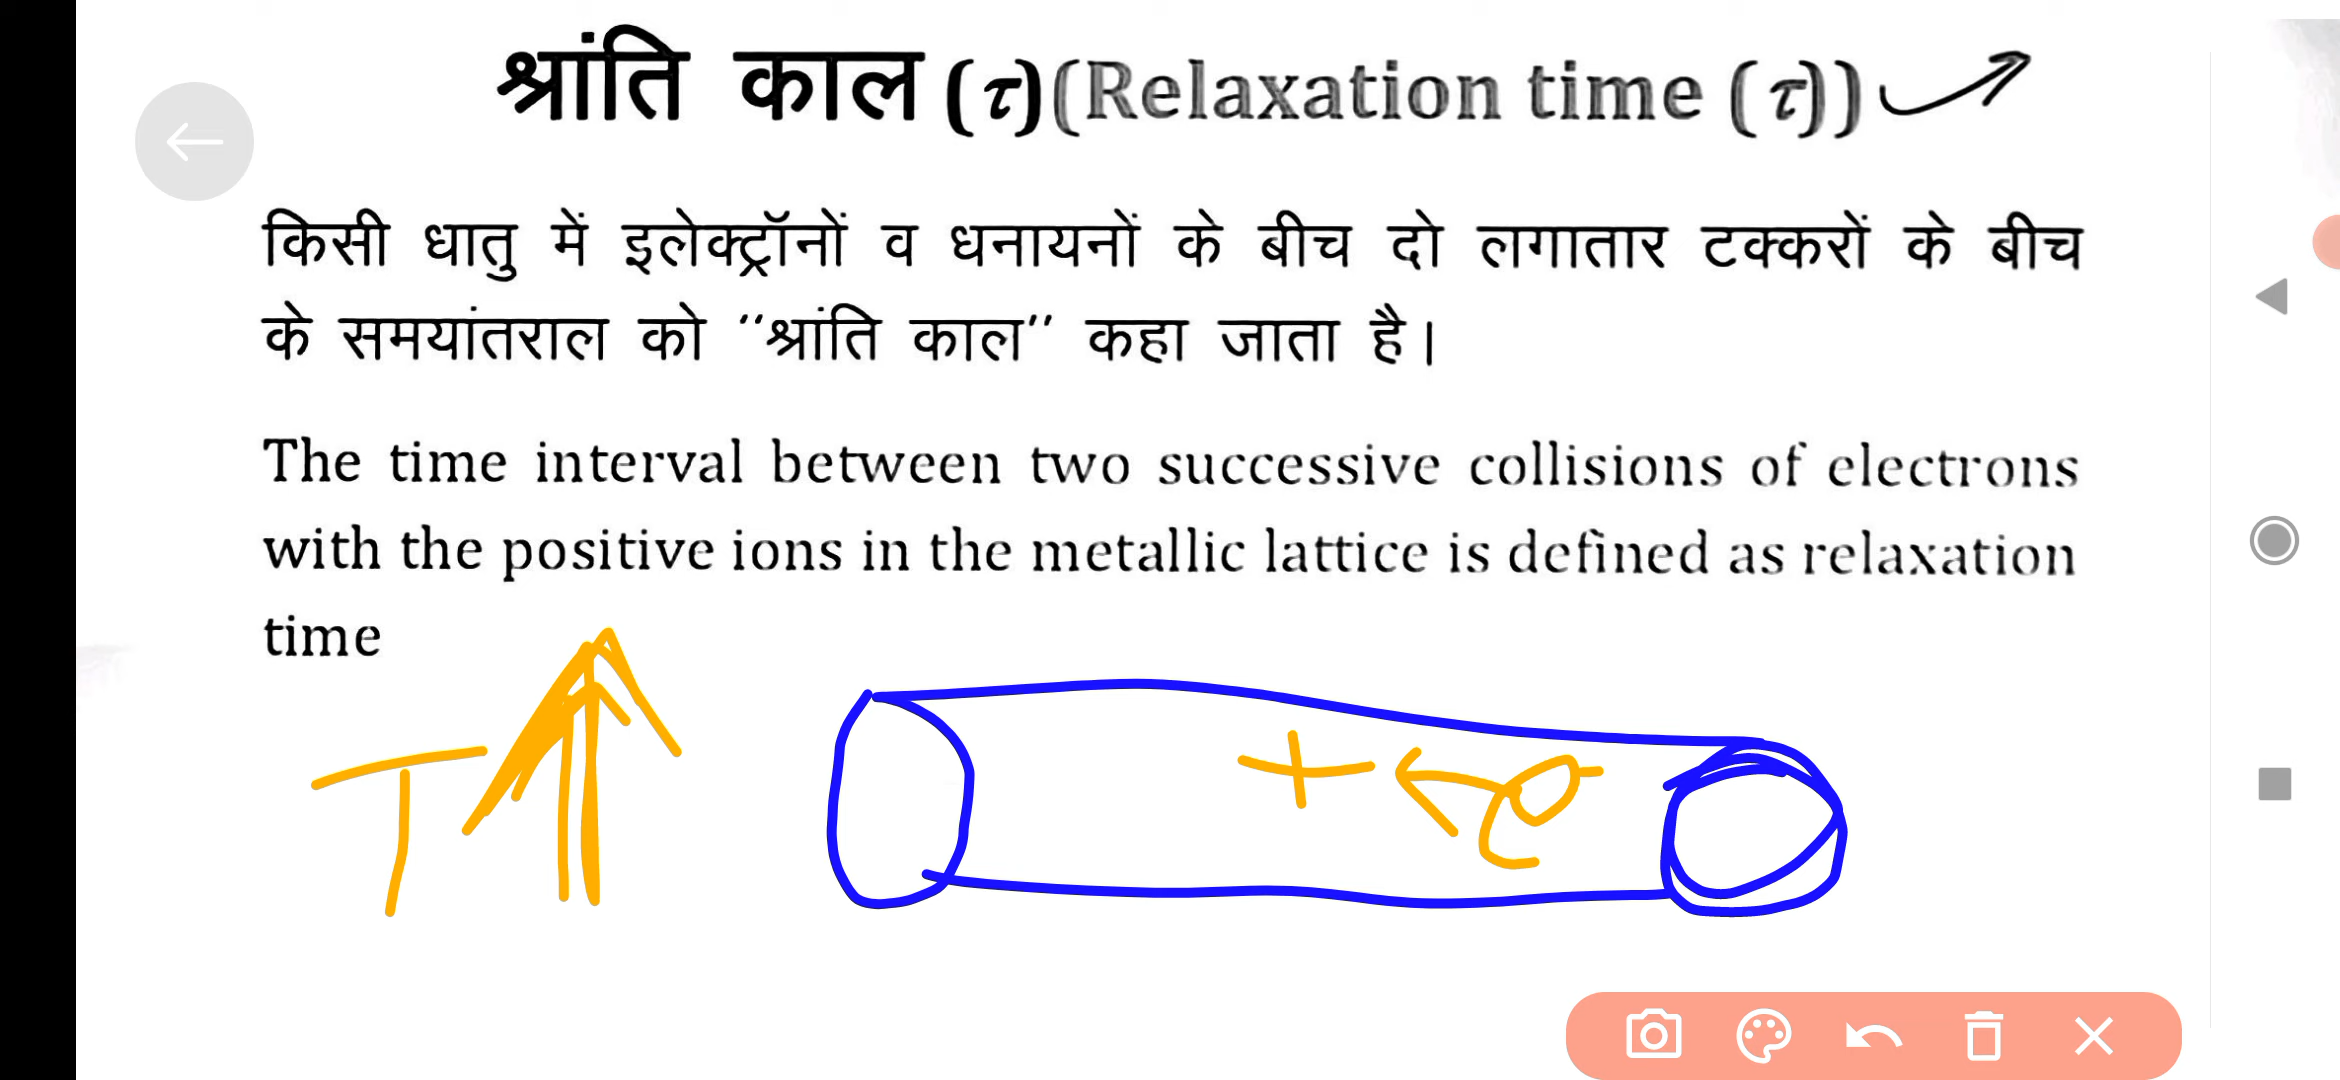 श्रांति काल (τ)(Relaxation time (τ))
किसी धातु में इलेक्ट्रॉनों व धनायनों के बीच दो लगातार टक्करों के बीच
के समयांतराल को ‘‘श्रांति काल’’ कहा जाता है।
The time interval between two successive collisions of electrons
with the positive ions in the metallic lattice is defined as relaxation
time
T
+ e-